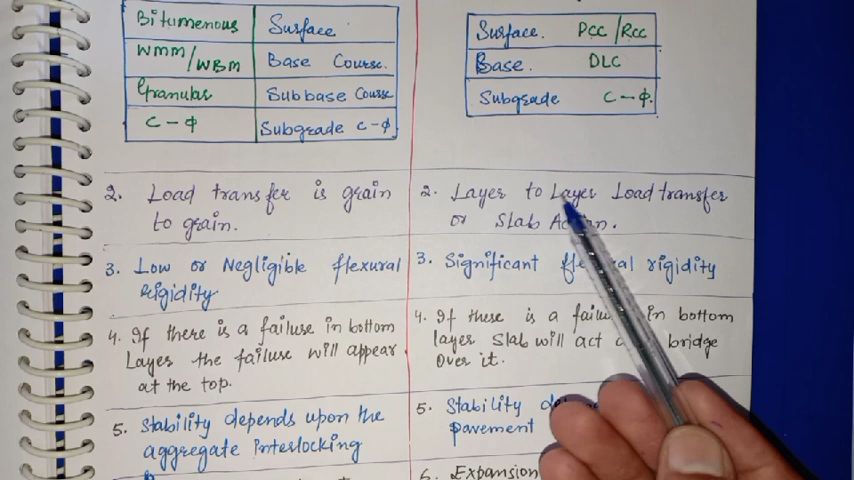 Bitumenous Surface
WMM/WBM Base Course.
Granular Subbase Course
C-ϕ Subgrade C-ϕ
Surface. PCC/RCC
Base. DLC
Subgrade C-ϕ.
2. Load transfer is grain
to grain.
3. Low or Negligible flexural
rigidity
4. If there is a failure in bottom
Layer the failure will appear
at the top.
5. Stability depends upon the
aggregate interlocking
2. Layer to Layer Load transfer
or Slab
3. Significant rigidity
4. If there is a in bottom
layer Slab will act bridge
over it.
5. Stability
pavement
6. Expansion